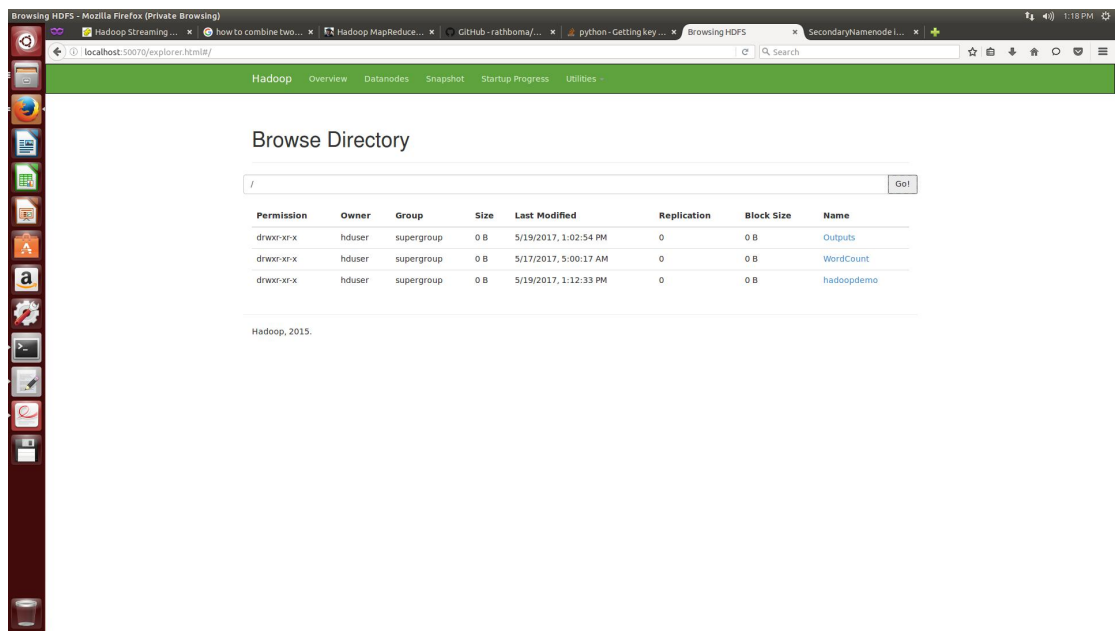 Browsing HDFS - Mozilla Firefox (Private Browsing)
1:18 PM
Hadoop Streaming ...
how to combine two...
Hadoop MapReduce...
GitHub - rathboma/...
python - Getting key ...
Browsing HDFS
SecondaryNamenode i...
localhost:50070/explorer.html#/
Search
Hadoop Overview Datanodes Snapshot Startup Progress Utilities
Browse Directory
/ Go!
Permission Owner Group Size Last Modified Replication Block Size Name
drwxr-xr-x hduser supergroup 0 B 5/19/2017, 1:02:54 PM 0 0 B Outputs
drwxr-xr-x hduser supergroup 0 B 5/17/2017, 5:00:17 AM 0 0 B WordCount
drwxr-xr-x hduser supergroup 0 B 5/19/2017, 1:12:33 PM 0 0 B hadoopdemo
Hadoop, 2015.